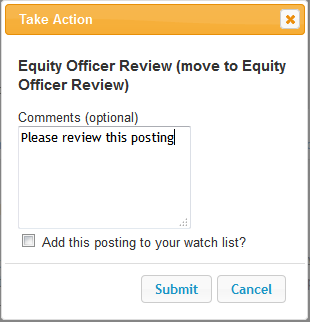 Take Action
Equity Officer Review (move to Equity
Officer Review)
Comments (optional)
Please review this posting
Add this posting to your watch list?
Submit Cancel